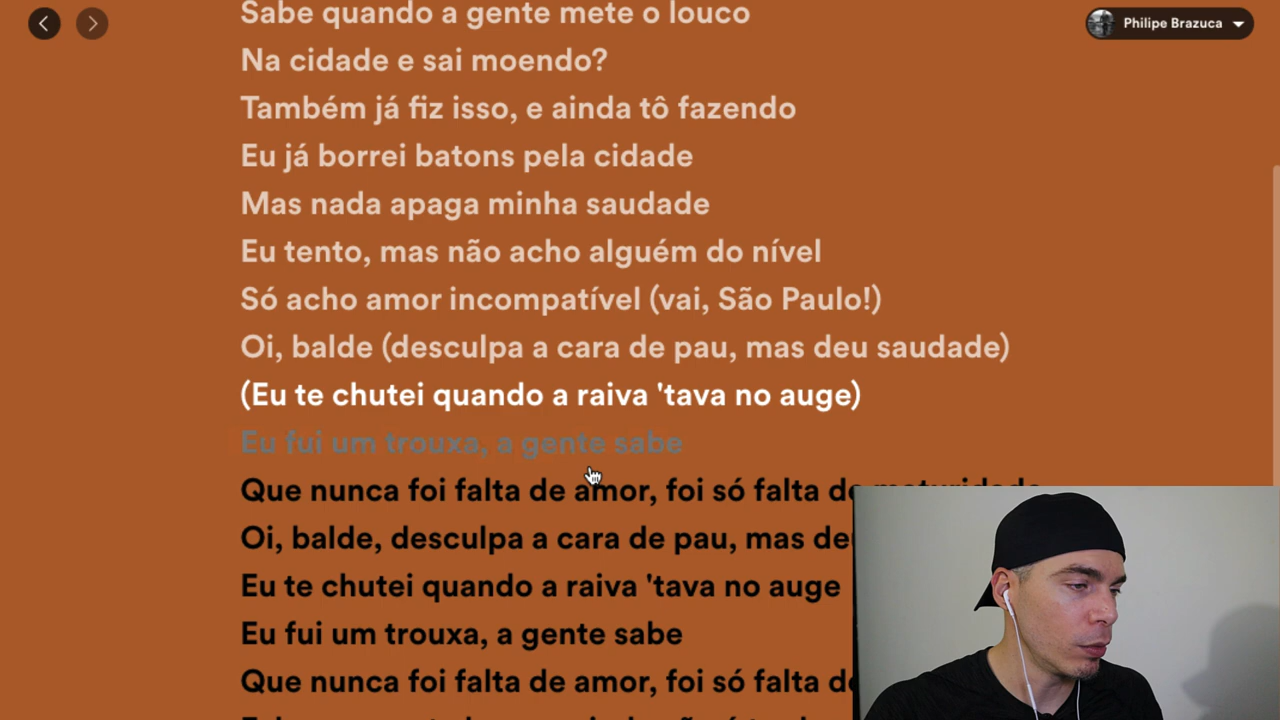 Philipe Brazuca
Sabe quando a gente mete o louco
Na cidade e sai moendo?
Também já fiz isso, e ainda tô fazendo
Eu já borrei batons pela cidade
Mas nada apaga minha saudade
Eu tento, mas não acho alguém do nível
Só acho amor incompatível (vai, São Paulo!)
Oi, balde (desculpa a cara de pau, mas deu saudade)
(Eu te chutei quando a raiva 'tava no auge)
Eu fui um trouxa, a gente sabe
Que nunca foi falta de amor, foi só falta de maturidade
Oi, balde, desculpa a cara de pau, mas de
Eu te chutei quando a raiva 'tava no auge
Eu fui um trouxa, a gente sabe
Que nunca foi falta de amor, foi só falta d